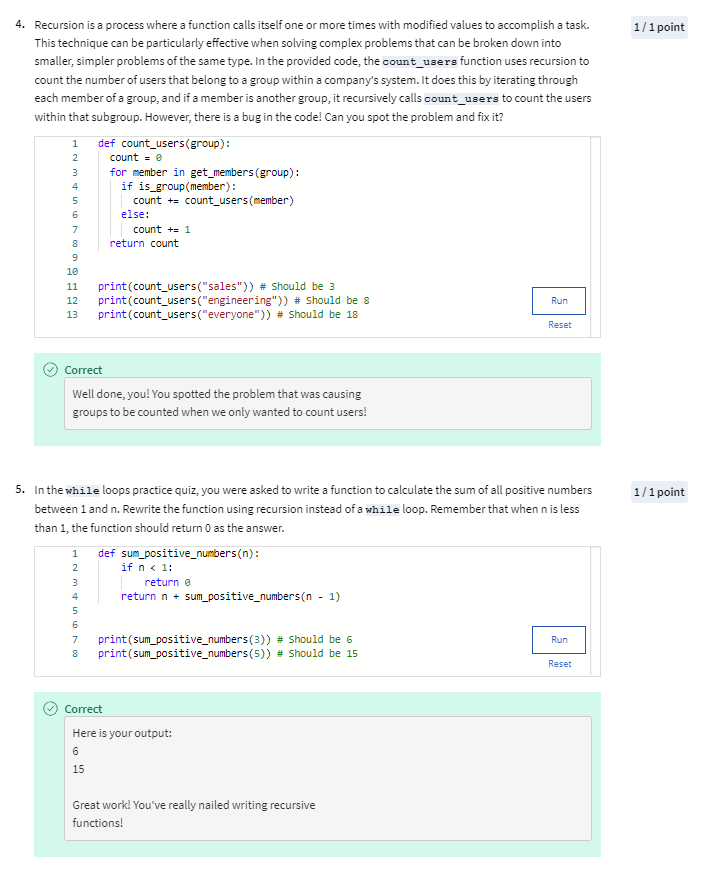 4. Recursion is a process where a function calls itself one or more times with modified values to accomplish a task.
1 / 1 point
This technique can be particularly effective when solving complex problems that can be broken down into
smaller, simpler problems of the same type. In the provided code, the count_users function uses recursion to
count the number of users that belong to a group within a company's system. It does this by iterating through
each member of a group, and if a member is another group, it recursively calls count_users to count the users
within that subgroup. However, there is a bug in the code! Can you spot the problem and fix it?
1 def count_users(group):
2 count = 0
3 for member in get_members(group):
4 if is_group(member):
5 count += count_users(member)
6 else:
7 count += 1
8 return count
9
10
11 print(count_users("sales")) # Should be 3
12 print(count_users("engineering")) # Should be 8
13 print(count_users("everyone")) # Should be 18
Run
Reset
Correct
Well done, you! You spotted the problem that was causing
groups to be counted when we only wanted to count users!
5. In the while loops practice quiz, you were asked to write a function to calculate the sum of all positive numbers
1 / 1 point
between 1 and n. Rewrite the function using recursion instead of a while loop. Remember that when n is less
than 1, the function should return 0 as the answer.
1 def sum_positive_numbers(n):
2 if n < 1:
3 return 0
4 return n + sum_positive_numbers(n - 1)
5
6
7 print(sum_positive_numbers(3)) # Should be 6
8 print(sum_positive_numbers(5)) # Should be 15
Run
Reset
Correct
Here is your output:
6
15
Great work! You've really nailed writing recursive
functions!